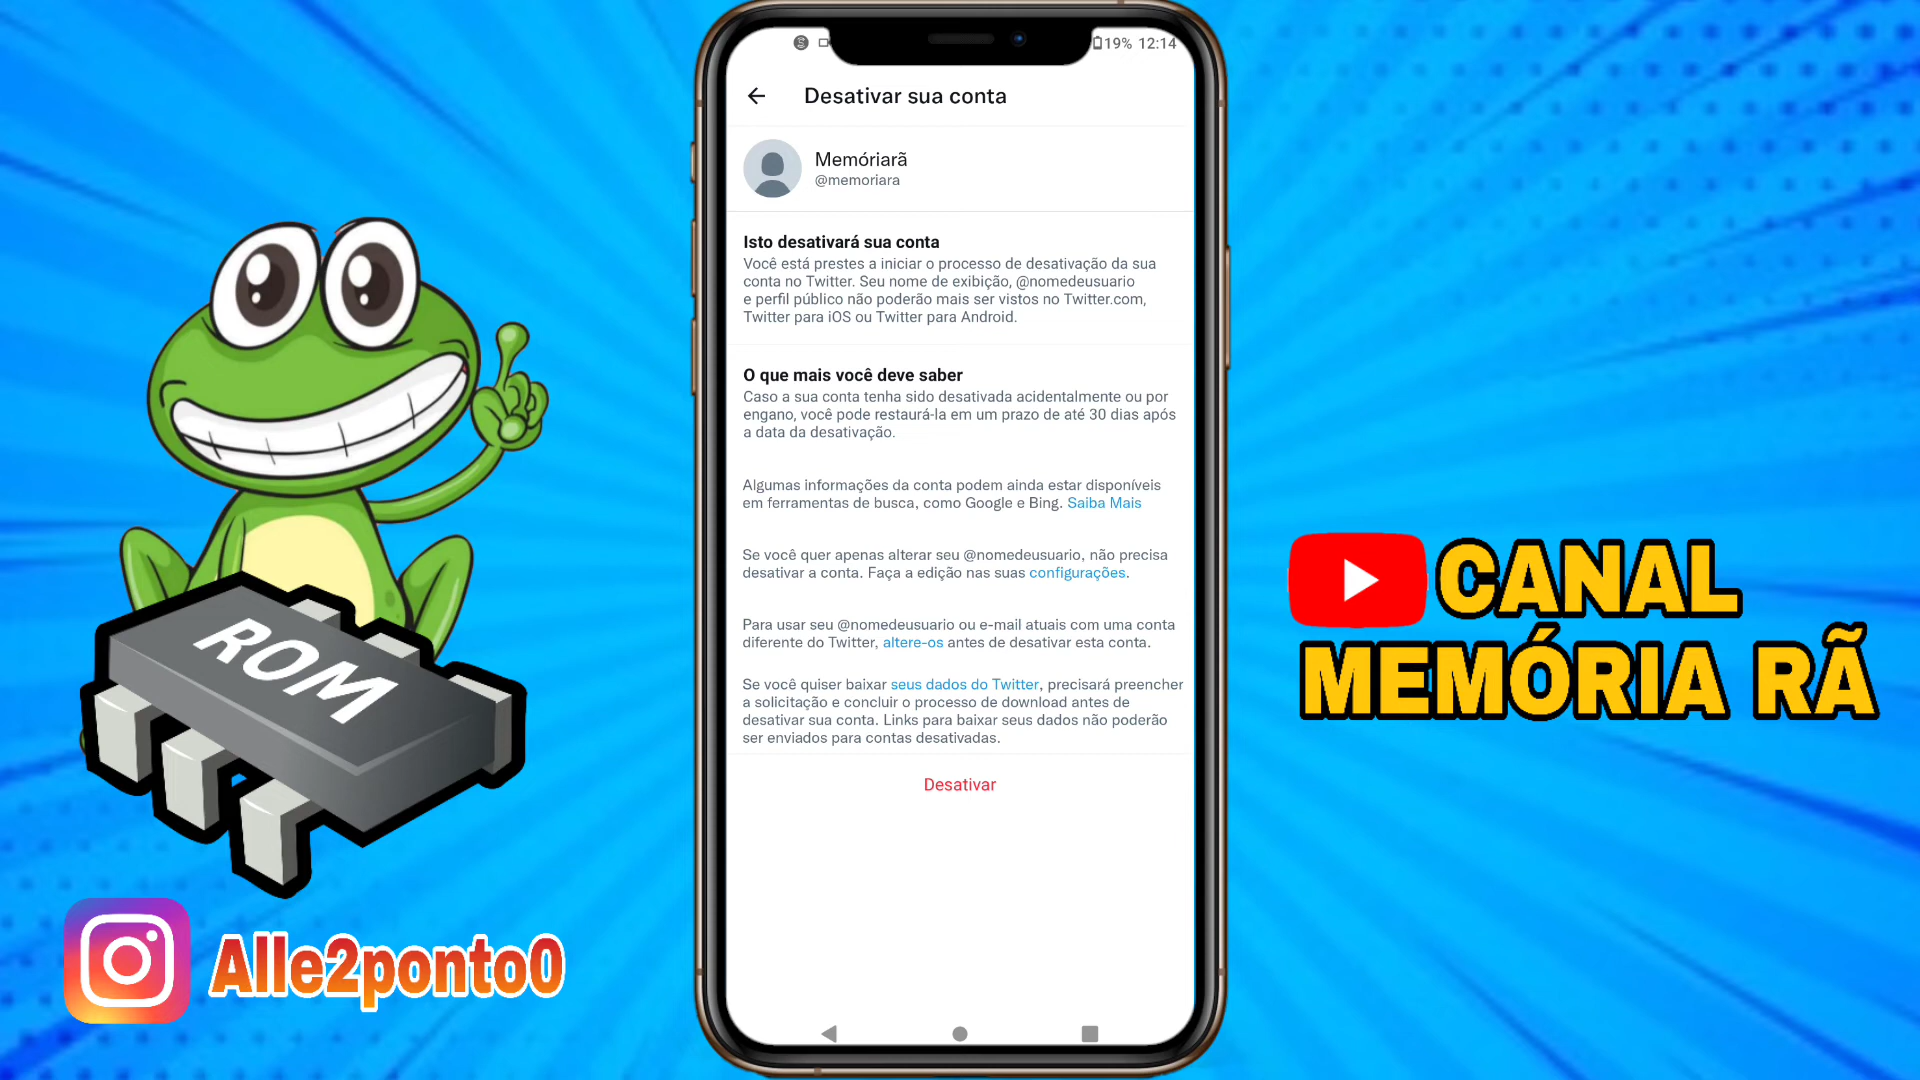 19% 12:14
Desativar sua conta
Memóriarã
@memoriara
Isto desativará sua conta
Você está prestes a iniciar o processo de desativação da sua
conta no Twitter. Seu nome de exibição, @nomedeusuario
e perfil público não poderão mais ser vistos no Twitter.com,
Twitter para iOS ou Twitter para Android.
O que mais você deve saber
Caso a sua conta tenha sido desativada acidentalmente ou por
engano, você pode restaurá-la em um prazo de até 30 dias após
a data da desativação.
Algumas informações da conta podem ainda estar disponíveis
em ferramentas de busca, como Google e Bing. Saiba Mais
Se você quer apenas alterar seu @nomedeusuario, não precisa
desativar a conta. Faça a edição nas suas configurações.
Para usar seu @nomedeusuario ou e-mail atuais com uma conta
diferente do Twitter, altere-os antes de desativar esta conta.
Se você quiser baixar seus dados do Twitter, precisará preencher
a solicitação e concluir o processo de download antes de
desativar sua conta. Links para baixar seus dados não poderão
ser enviados para contas desativadas.
Desativar
ROM
Alle2ponto0
CANAL
MEMÓRIA RÃ